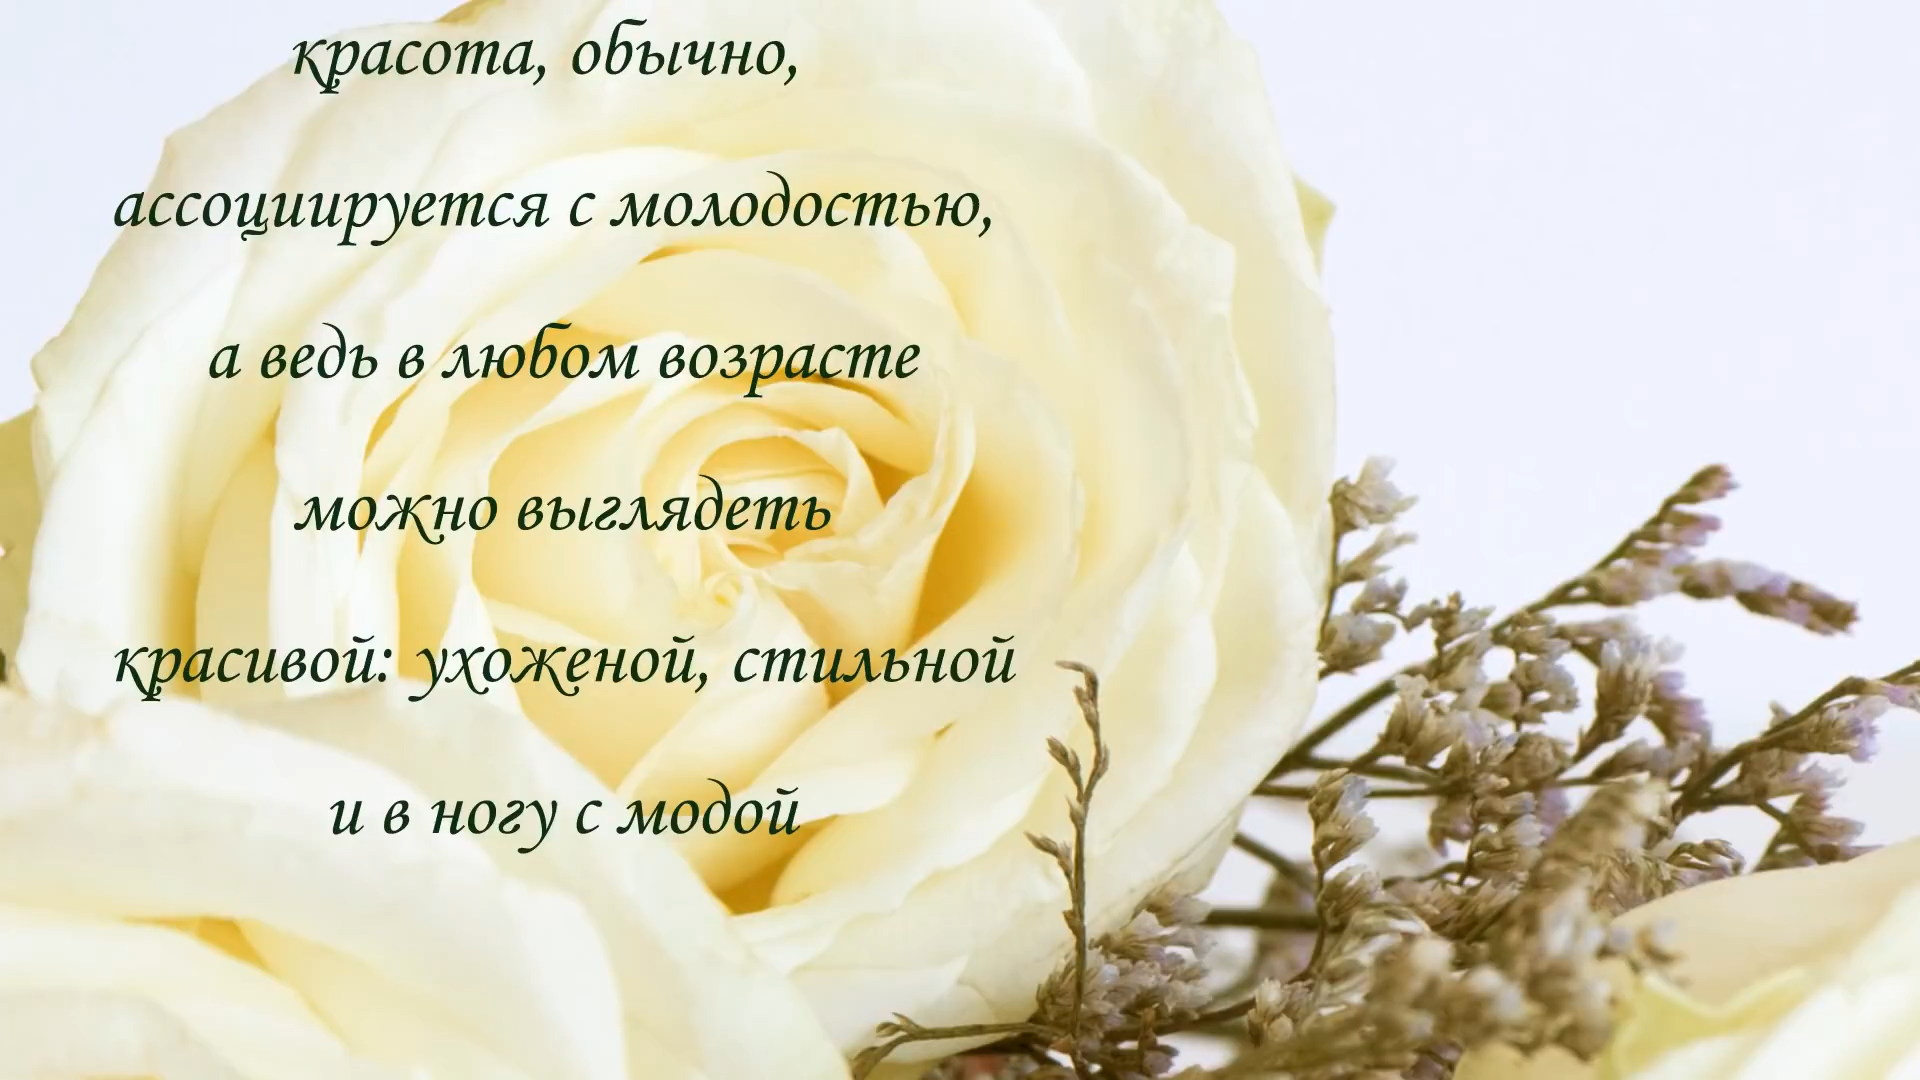 красота, обычно,
ассоциируется с молодостью,
а ведь в любом возрасте
можно выглядеть
красивой: ухоженой, стильной
и в ногу с модой